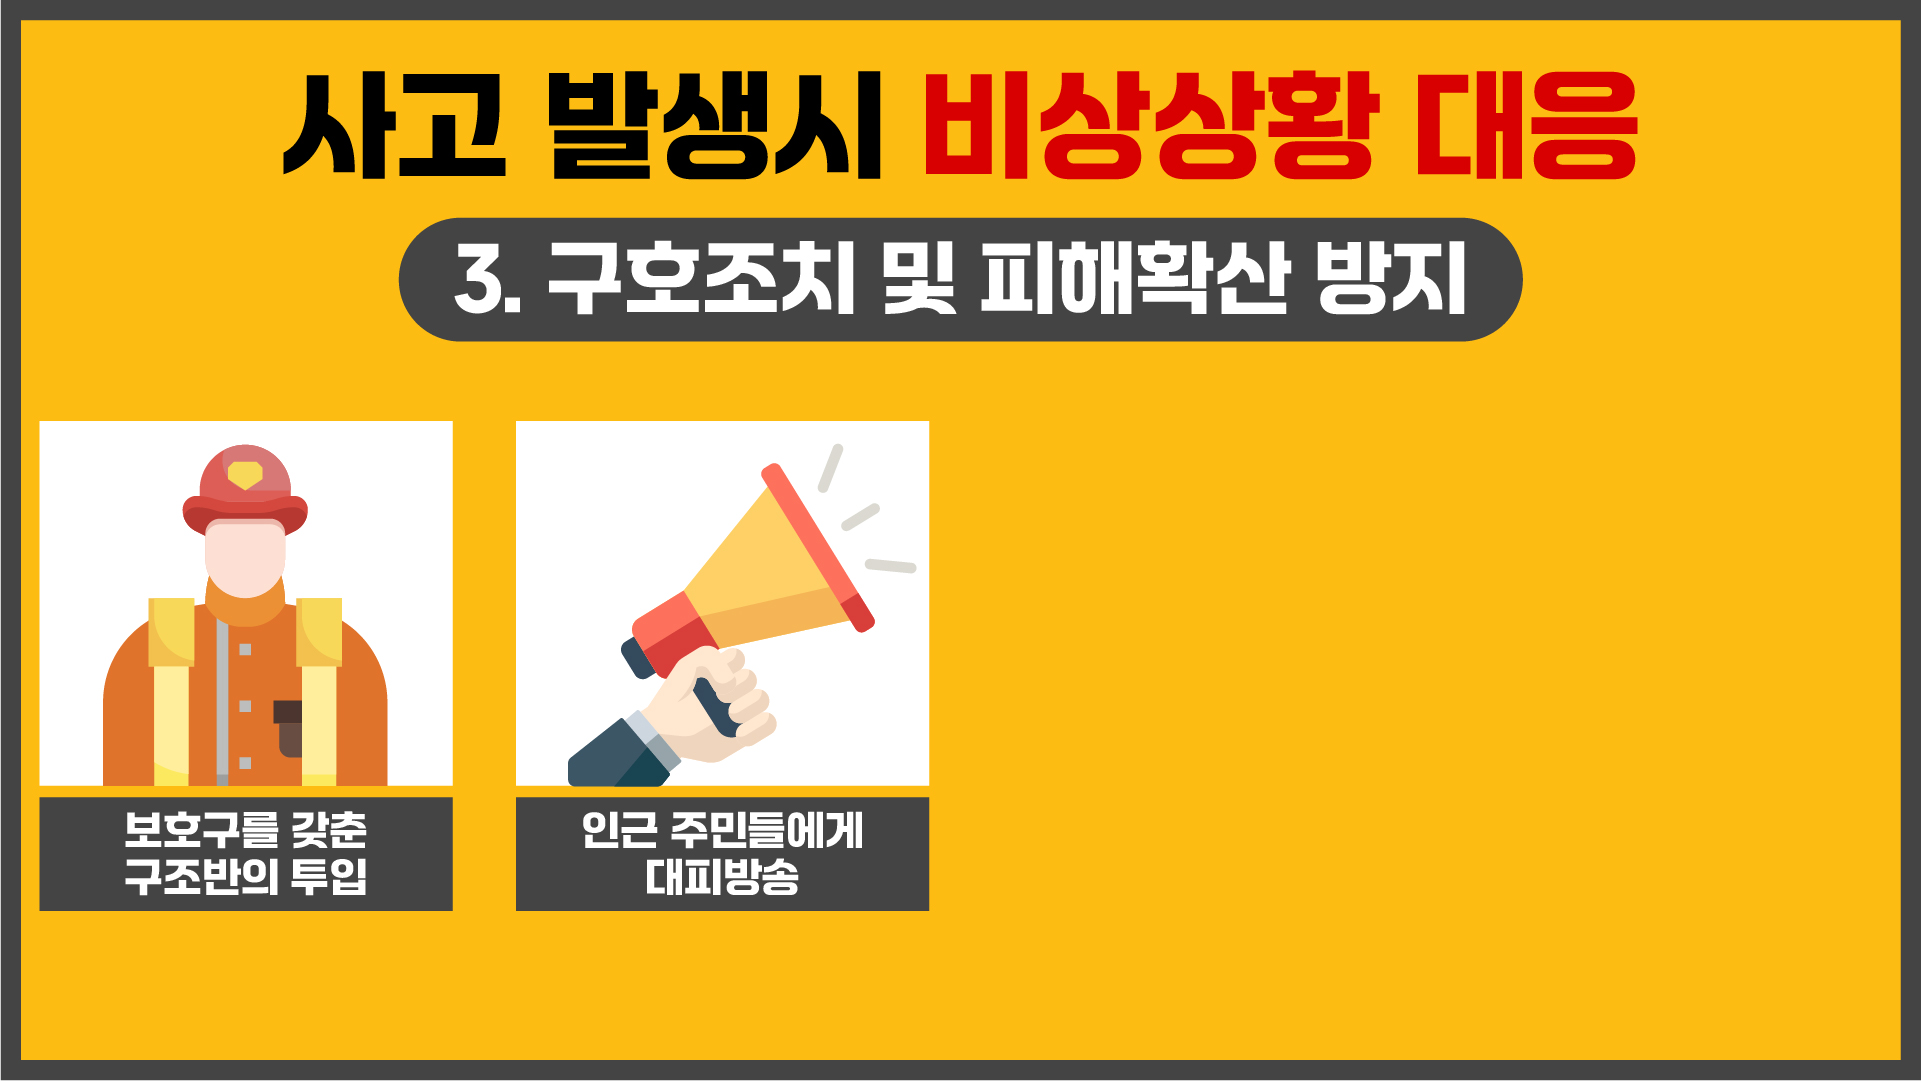 사고 발생시 비상상황 대응
3. 구호조치 및 피해확산 방지
보호구를 갖춘
구조반의 투입
인근 주민들에게
대피방송